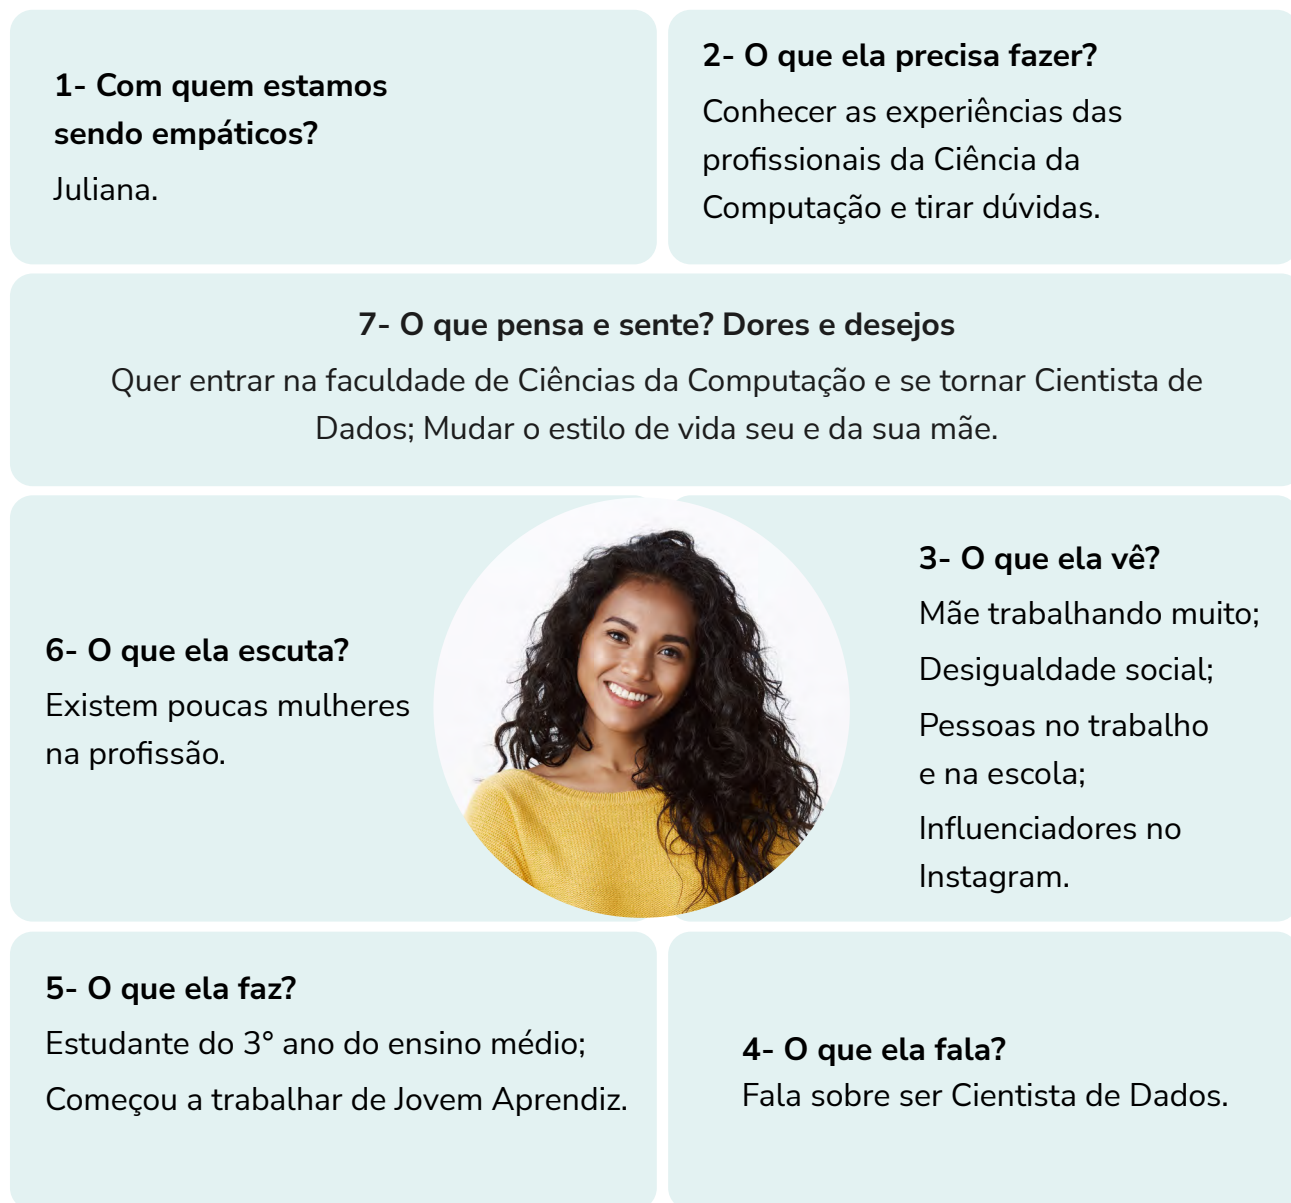 1- Com quem estamos
sendo empáticos?
Juliana.
2- O que ela precisa fazer?
Conhecer as experiências das
profissionais da Ciência da
Computação e tirar dúvidas.
7- O que pensa e sente? Dores e desejos
Quer entrar na faculdade de Ciências da Computação e se tornar Cientista de
Dados; Mudar o estilo de vida seu e da sua mãe.
6- O que ela escuta?
Existem poucas mulheres
na profissão.
3- O que ela vê?
Mãe trabalhando muito;
Desigualdade social;
Pessoas no trabalho
e na escola;
Influenciadores no
Instagram.
5- O que ela faz?
Estudante do 3° ano do ensino médio;
Começou a trabalhar de Jovem Aprendiz.
4- O que ela fala?
Fala sobre ser Cientista de Dados.